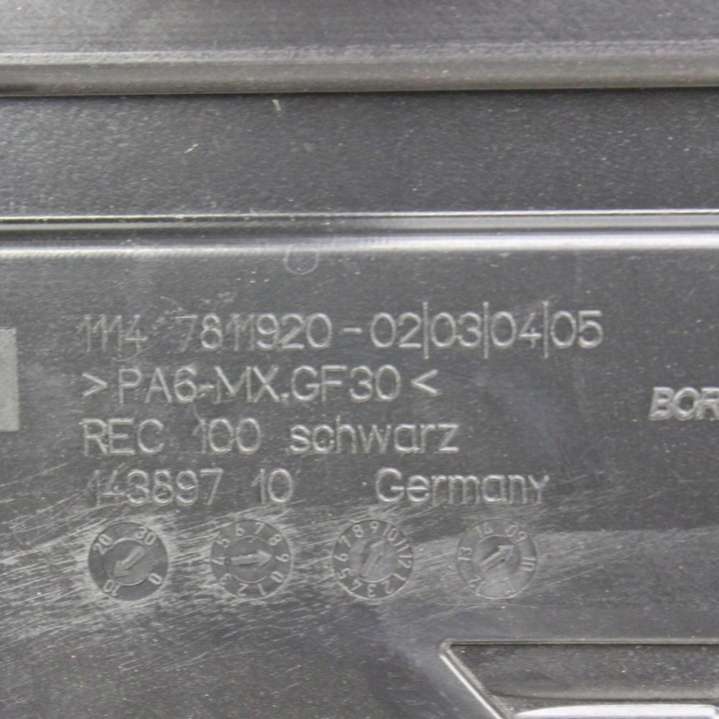 1114 7811920-02|03|04|05
>PA6-MX.GF30<
BOR
REC 100 schwarz
143897 10 Germany